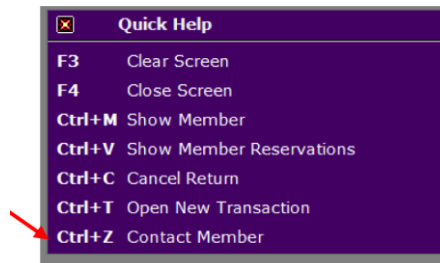 Quick Help
F3 Clear Screen
F4 Close Screen
Ctrl+M Show Member
Ctrl+V Show Member Reservations
Ctrl+C Cancel Return
Ctrl+T Open New Transaction
Ctrl+Z Contact Member